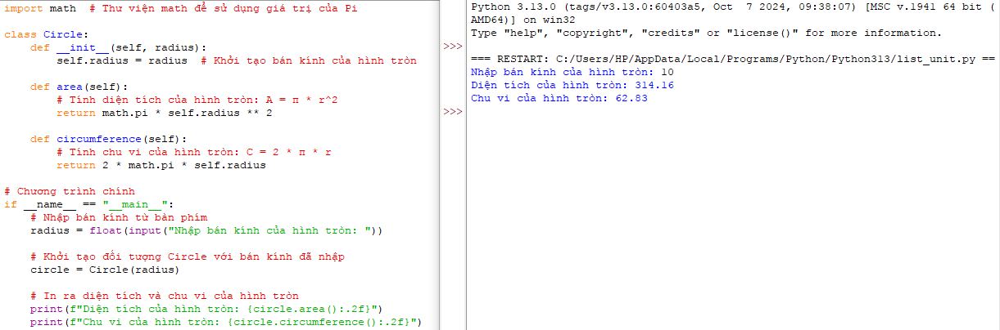 import math  # Thư viện math để sử dụng giá trị của Pi

class Circle:
    def __init__(self, radius):
        self.radius = radius  # Khởi tạo bán kính của hình tròn

    def area(self):
        # Tính diện tích của hình tròn: A = π * r^2
        return math.pi * self.radius ** 2

    def circumference(self):
        # Tính chu vi của hình tròn: C = 2 * π * r
        return 2 * math.pi * self.radius

# Chương trình chính
if __name__ == "__main__":
    # Nhập bán kính từ bàn phím
    radius = float(input("Nhập bán kính của hình tròn: "))

    # Khởi tạo đối tượng Circle với bán kính đã nhập
    circle = Circle(radius)

    # In ra diện tích và chu vi của hình tròn
    print(f"Diện tích của hình tròn: {circle.area():.2f}")
    print(f"Chu vi của hình tròn: {circle.circumference():.2f}")
Python 3.13.0 (tags/v3.13.0:60403a5, Oct  7 2024, 09:38:07) [MSC v.1941 64 bit (
AMD64)] on win32
Type "help", "copyright", "credits" or "license()" for more information.
>>>
=== RESTART: C:/Users/HP/AppData/Local/Programs/Python/Python313/list_unit.py ==
Nhập bán kính của hình tròn: 10
Diện tích của hình tròn: 314.16
Chu vi của hình tròn: 62.83
>>>